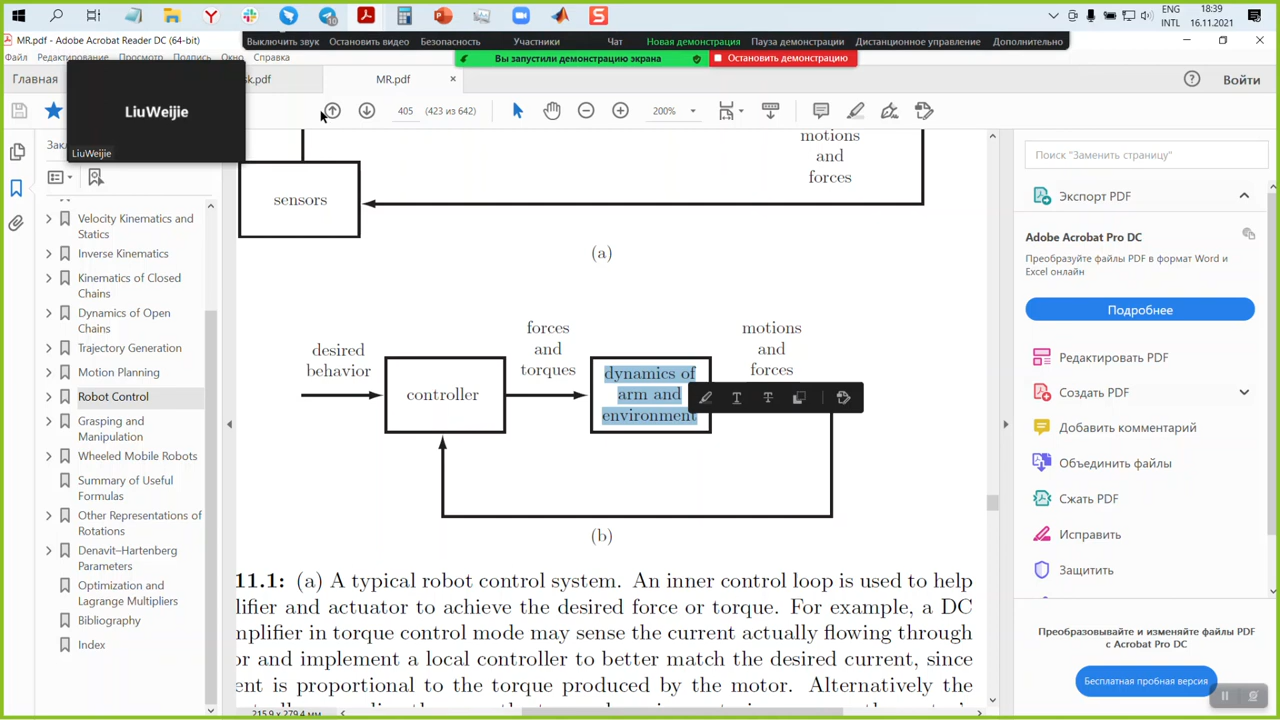 ENG
INTL
18:39
16.11.2021
10
MR.pdf - Adobe Acrobat Reader DC (64-bit)
Выключить звук
Остановить видео
Безопасность
Участники
Чат
Новая демонстрация
Пауза демонстрации
Дистанционное управление
Дополнительно
Файл Редактирование Просмотр Подпись Окно Справка
Вы запустили демонстрацию экрана
Остановить демонстрацию
Главная
sk.pdf
MR.pdf
Войти
LiuWeijie
LiuWeijie
405
(423 из 642)
200%
Зак
Velocity Kinematics and
Statics
Inverse Kinematics
Kinematics of Closed
Chains
Dynamics of Open
Chains
Trajectory Generation
Motion Planning
Robot Control
Grasping and
Manipulation
Wheeled Mobile Robots
Summary of Useful
Formulas
Other Representations of
Rotations
Denavit–Hartenberg
Parameters
Optimization and
Lagrange Multipliers
Bibliography
Index
motions
and
forces
sensors
(a)
desired
behavior
controller
forces
and
torques
dynamics of
arm and
environment
motions
and
forces
(b)
11.1: (a) A typical robot control system. An inner control loop is used to help
lifier and actuator to achieve the desired force or torque. For example, a DC
mplifier in torque control mode may sense the current actually flowing through
or and implement a local controller to better match the desired current, since
ent is proportional to the torque produced by the motor. Alternatively the
215,9 x 279,4 мм
Поиск "Заменить страницу"
Экспорт PDF
Adobe Acrobat Pro DC
Преобразуйте файлы PDF в формат Word и
Excel онлайн
Подробнее
Редактировать PDF
Создать PDF
Добавить комментарий
Объединить файлы
Сжать PDF
Исправить
Защитить
Преобразовывайте и изменяйте файлы PDF
с Acrobat Pro DC
Бесплатная пробная версия